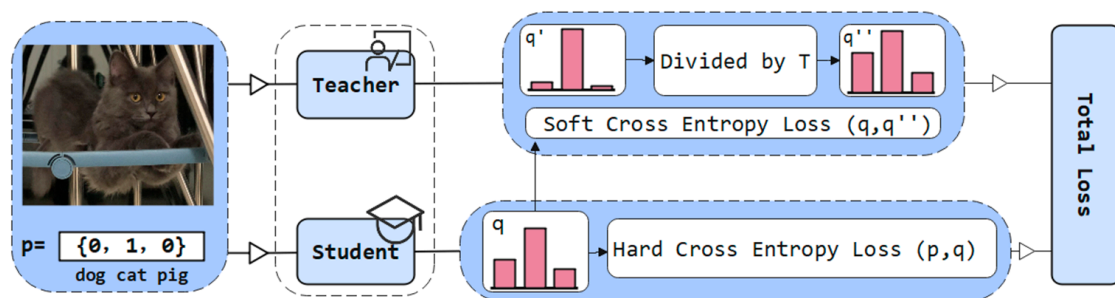 q'
Divided by T
q''
Teacher
Soft Cross Entropy Loss (q,q'')
Total Loss
p= {0, 1, 0}
dog cat pig
Student
q
Hard Cross Entropy Loss (p,q)